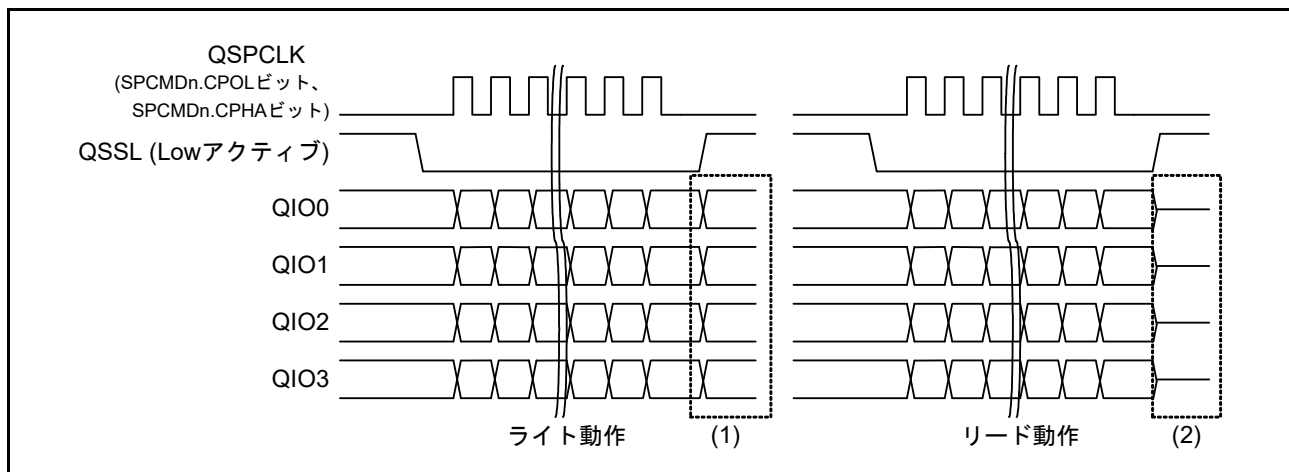 QSPCLK
(SPCMDn.CPOLビット、
SPCMDn.CPHAビット)
QSSL (Lowアクティブ)
QIO0
QIO1
QIO2
QIO3
ライト動作 (1) リード動作 (2)